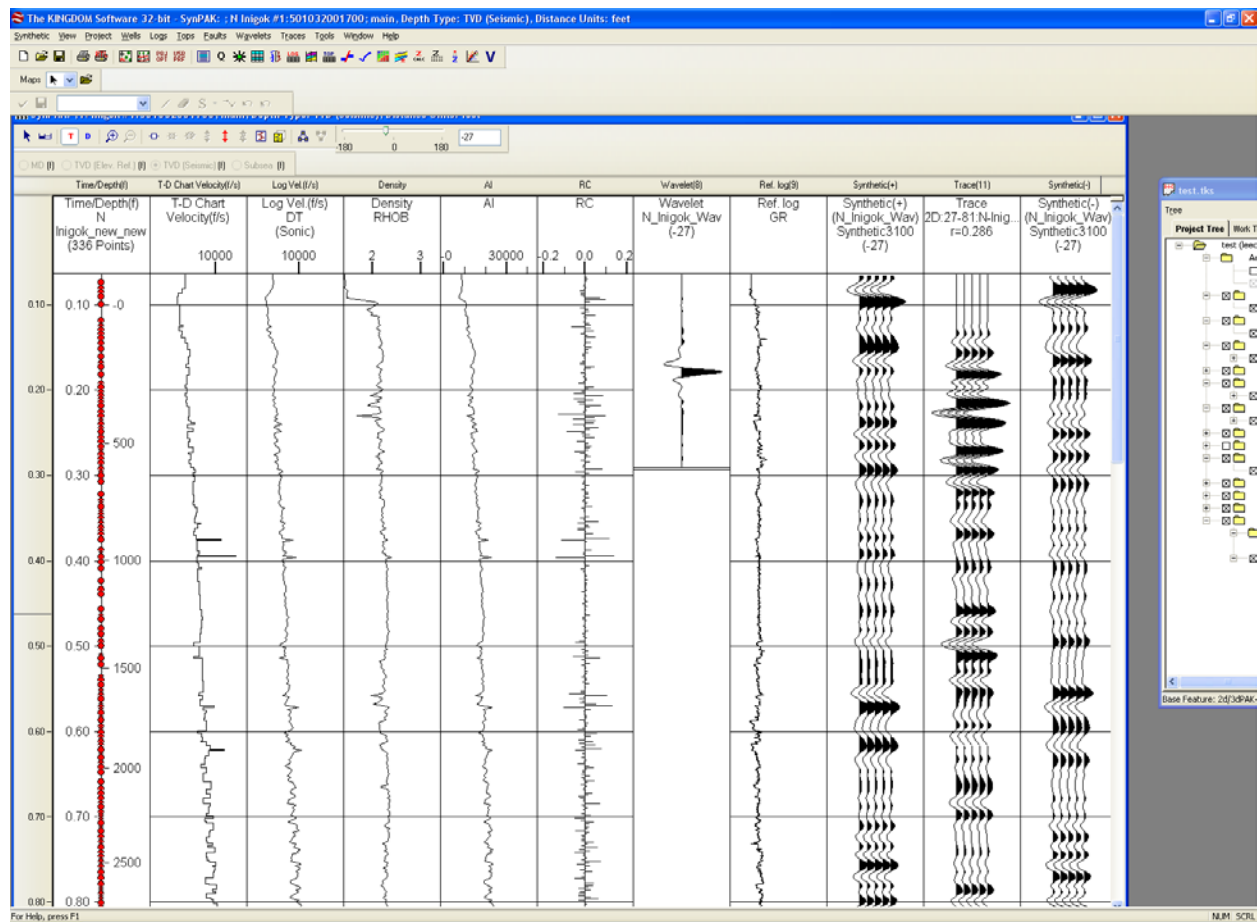 The KINGDOM Software 32-bit - SynPAK: ; N Inigok #1:501032001700; main, Depth Type: TVD (Seismic), Distance Units: feet
Synthetic View Project Wells Logs Tops Faults Wavelets Traces Tools Window Help
Maps
T D -27
-180 0 180
MD (f) TVD (Elev. Ref.) (f) TVD (Seismic) (f) Subsea (f)
Time/Depth(f) T-D Chart Velocity(f/s) Log Vel.(f/s) Density AI RC Wavelet(8) Ref. log(9) Synthetic(+) Trace(11) Synthetic(-)
Time/Depth(f) T-D Chart Log Vel.(f/s) Density AI RC Wavelet Ref. log Synthetic(+) Trace Synthetic(-)
N Velocity(f/s) DT RHOB N_Inigok_Wav GR (N_Inigok_Wav) 2D:27-81:N-Inig... (N_Inigok_Wav)
Inigok_new_new (Sonic) (-27) Synthetic3100 r=0.286 Synthetic3100
(336 Points) (-27) (-27)
10000 10000 2 3 -0 30000 -0.2 0.0 0.2
0.10 0.10 -0
0.20 0.20
500
0.30 0.30
0.40 0.40 1000
0.50 0.50
1500
0.60 0.60
2000
0.70 0.70
2500
0.80 0.80
test.tks
Tree
Project Tree Work T
test (leec
Base Feature: 2d/3dPAK-
For Help, press F1
NUM SCRL